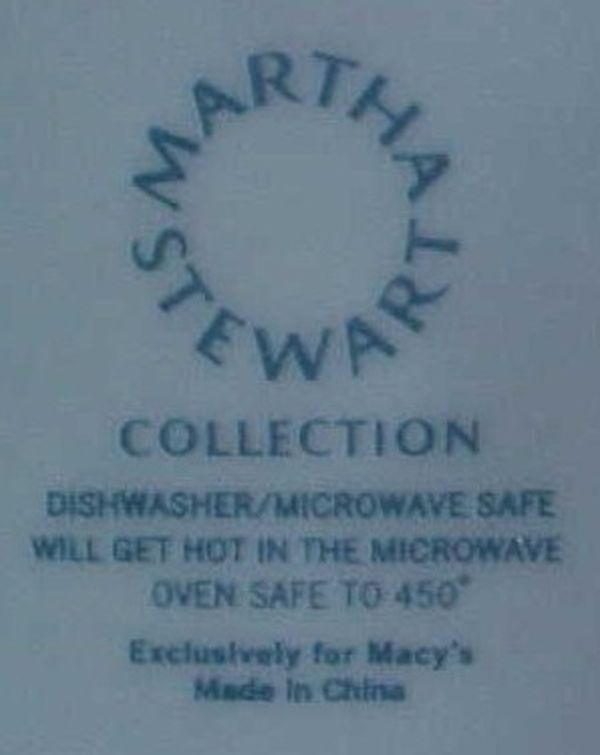 MARTHA
STEWART
COLLECTION
DISHWASHER/MICROWAVE SAFE
WILL GET HOT IN THE MICROWAVE
OVEN SAFE TO 450°
Exclusively for Macy's
Made in China